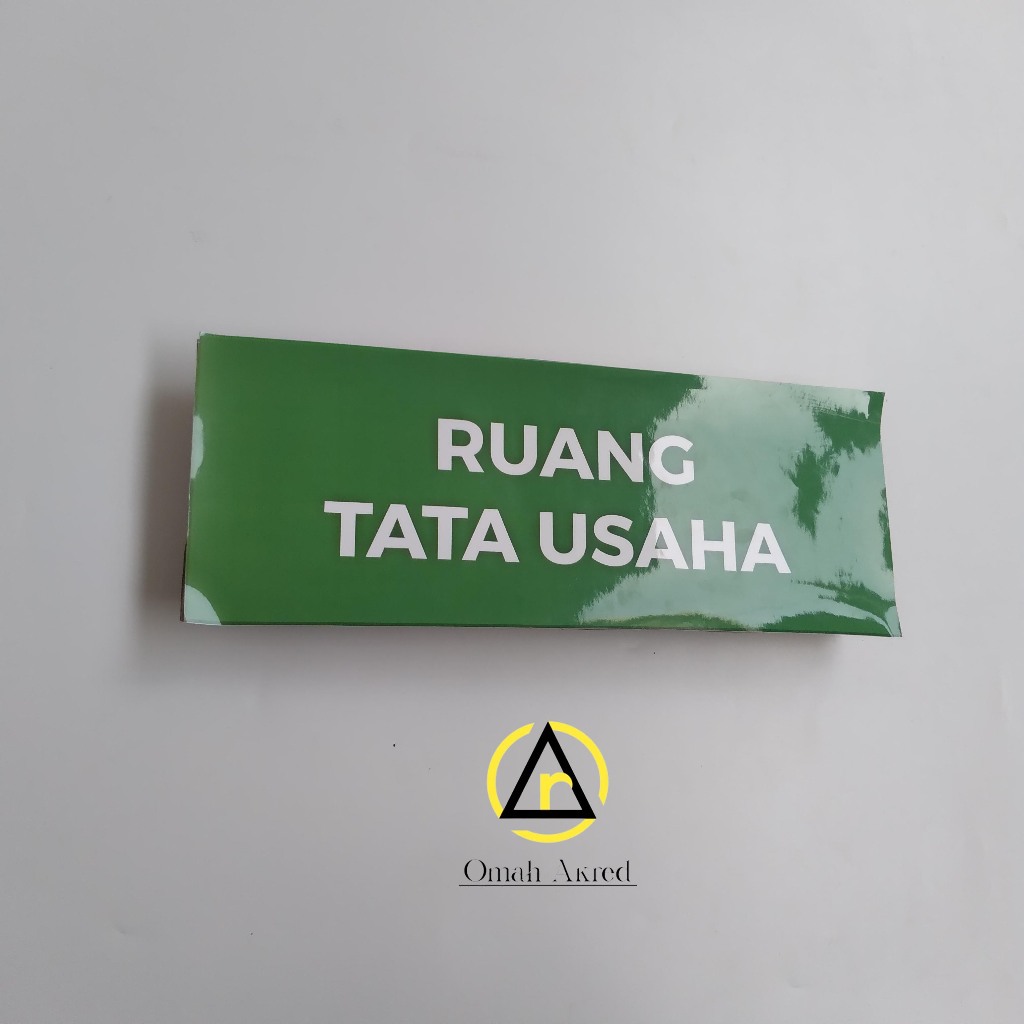 RUANG
TATA USAHA
n
Omah Akred